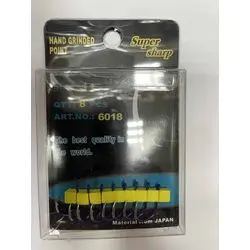 HAND GRINDED
POINT
Super
sharp
QTY: 8 PCS
ART.NO.: 6018
The best quality in
the world.
Material from JAPAN